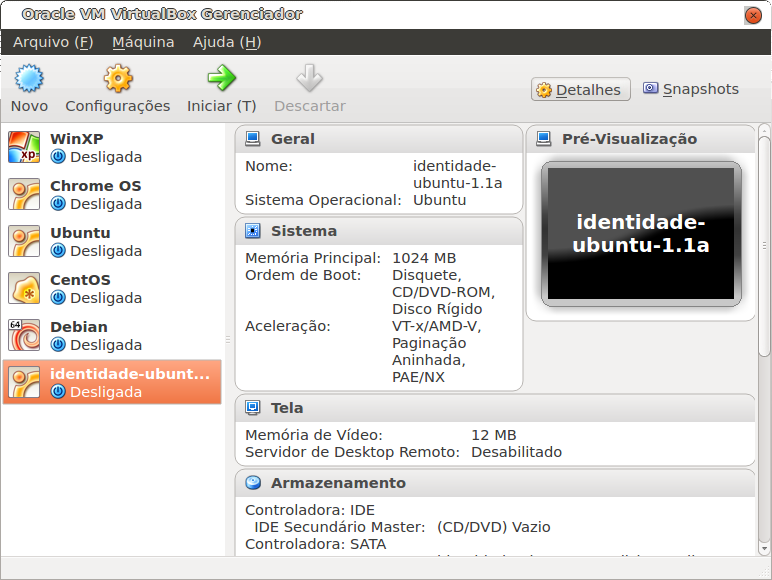 Oracle VM VirtualBox Gerenciador
Arquivo (F) Máquina Ajuda (H)
Novo Configurações Iniciar (T) Descartar Detalhes Snapshots
WinXP
Desligada
Chrome OS
Desligada
Ubuntu
Desligada
CentOS
Desligada
64
Debian
Desligada
identidade-ubunt...
Desligada
Geral
Nome: identidade-
ubuntu-1.1a
Sistema Operacional: Ubuntu
Sistema
Memória Principal: 1024 MB
Ordem de Boot: Disquete,
CD/DVD-ROM,
Disco Rígido
Aceleração: VT-x/AMD-V,
Paginação
Aninhada,
PAE/NX
Pré-Visualização
identidade-
ubuntu-1.1a
Tela
Memória de Vídeo: 12 MB
Servidor de Desktop Remoto: Desabilitado
Armazenamento
Controladora: IDE
IDE Secundário Master: (CD/DVD) Vazio
Controladora: SATA